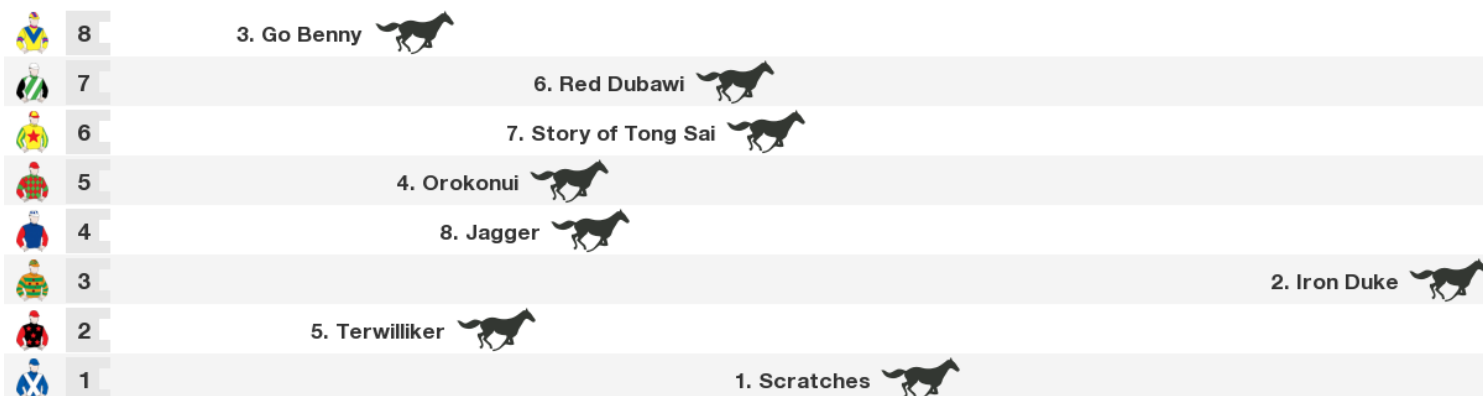 8 3. Go Benny
7 6. Red Dubawi
6 7. Story of Tong Sai
5 4. Orokonui
4 8. Jagger
3 2. Iron Duke
2 5. Terwilliker
1 1. Scratches